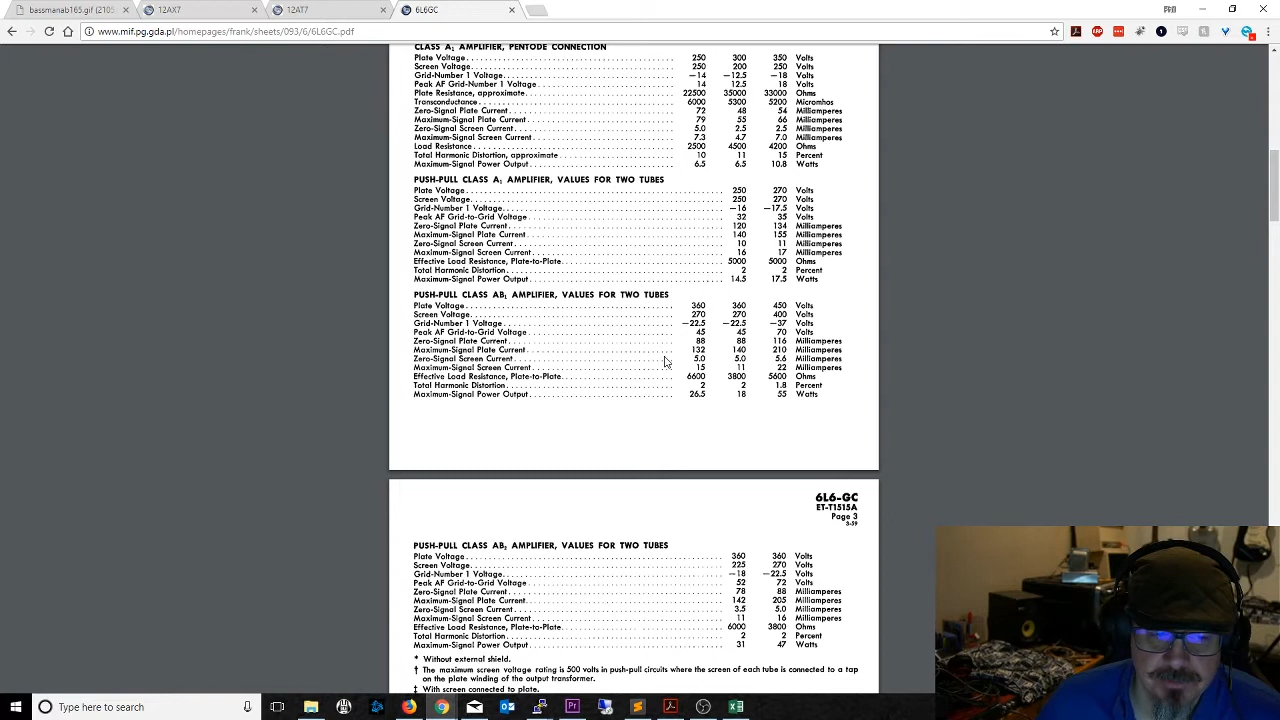 bassmanab165.gif (2105
12AX7
12AT7
6L6GC
www.mif.pg.gda.pl/homepages/frank/sheets/093/6/6L6GC.pdf
CLASS A₁ AMPLIFIER, PENTODE CONNECTION
Plate Voltage 250 300 350 Volts
Screen Voltage 250 200 250 Volts
Grid-Number 1 Voltage —14 —12.5 —18 Volts
Peak AF Grid-Number 1 Voltage 14 12.5 18 Volts
Plate Resistance, approximate 22500 35000 33000 Ohms
Transconductance 6000 5300 5200 Micromhos
Zero-Signal Plate Current 72 48 54 Milliamperes
Maximum-Signal Plate Current 79 55 66 Milliamperes
Zero-Signal Screen Current 5.0 2.5 2.5 Milliamperes
Maximum-Signal Screen Current 7.3 4.7 7.0 Milliamperes
Load Resistance 2500 4500 4200 Ohms
Total Harmonic Distortion, approximate 10 11 15 Percent
Maximum-Signal Power Output 6.5 6.5 10.8 Watts
PUSH-PULL CLASS A₁ AMPLIFIER, VALUES FOR TWO TUBES
Plate Voltage 250 270 Volts
Screen Voltage 250 270 Volts
Grid-Number 1 Voltage —16 —17.5 Volts
Peak AF Grid-to-Grid Voltage 32 35 Volts
Zero-Signal Plate Current 120 134 Milliamperes
Maximum-Signal Plate Current 140 155 Milliamperes
Zero-Signal Screen Current 10 11 Milliamperes
Maximum-Signal Screen Current 16 17 Milliamperes
Effective Load Resistance, Plate-to-Plate 5000 5000 Ohms
Total Harmonic Distortion 2 2 Percent
Maximum-Signal Power Output 14.5 17.5 Watts
PUSH-PULL CLASS AB₁ AMPLIFIER, VALUES FOR TWO TUBES
Plate Voltage 360 360 450 Volts
Screen Voltage 270 270 400 Volts
Grid-Number 1 Voltage —22.5 —22.5 —37 Volts
Peak AF Grid-to-Grid Voltage 45 45 70 Volts
Zero-Signal Plate Current 88 88 116 Milliamperes
Maximum-Signal Plate Current 132 140 210 Milliamperes
Zero-Signal Screen Current 5.0 5.0 5.6 Milliamperes
Maximum-Signal Screen Current 15 11 22 Milliamperes
Effective Load Resistance, Plate-to-Plate 6600 3800 5600 Ohms
Total Harmonic Distortion 2 2 1.8 Percent
Maximum-Signal Power Output 26.5 18 55 Watts
6L6-GC
ET-T1515A
Page 3
3-59
PUSH-PULL CLASS AB₂ AMPLIFIER, VALUES FOR TWO TUBES
Plate Voltage 360 360 Volts
Screen Voltage 225 270 Volts
Grid-Number 1 Voltage —18 —22.5 Volts
Peak AF Grid-to-Grid Voltage 52 72 Volts
Zero-Signal Plate Current 78 88 Milliamperes
Maximum-Signal Plate Current 142 205 Milliamperes
Zero-Signal Screen Current 3.5 5.0 Milliamperes
Maximum-Signal Screen Current 11 16 Milliamperes
Effective Load Resistance, Plate-to-Plate 6000 3800 Ohms
Total Harmonic Distortion 2 2 Percent
Maximum-Signal Power Output 31 47 Watts
* Without external shield.
† The maximum screen voltage rating is 500 volts in push-pull circuits where the screen of each tube is connected to a tap
on the plate winding of the output transformer.
‡ With screen connected to plate.
Type here to search